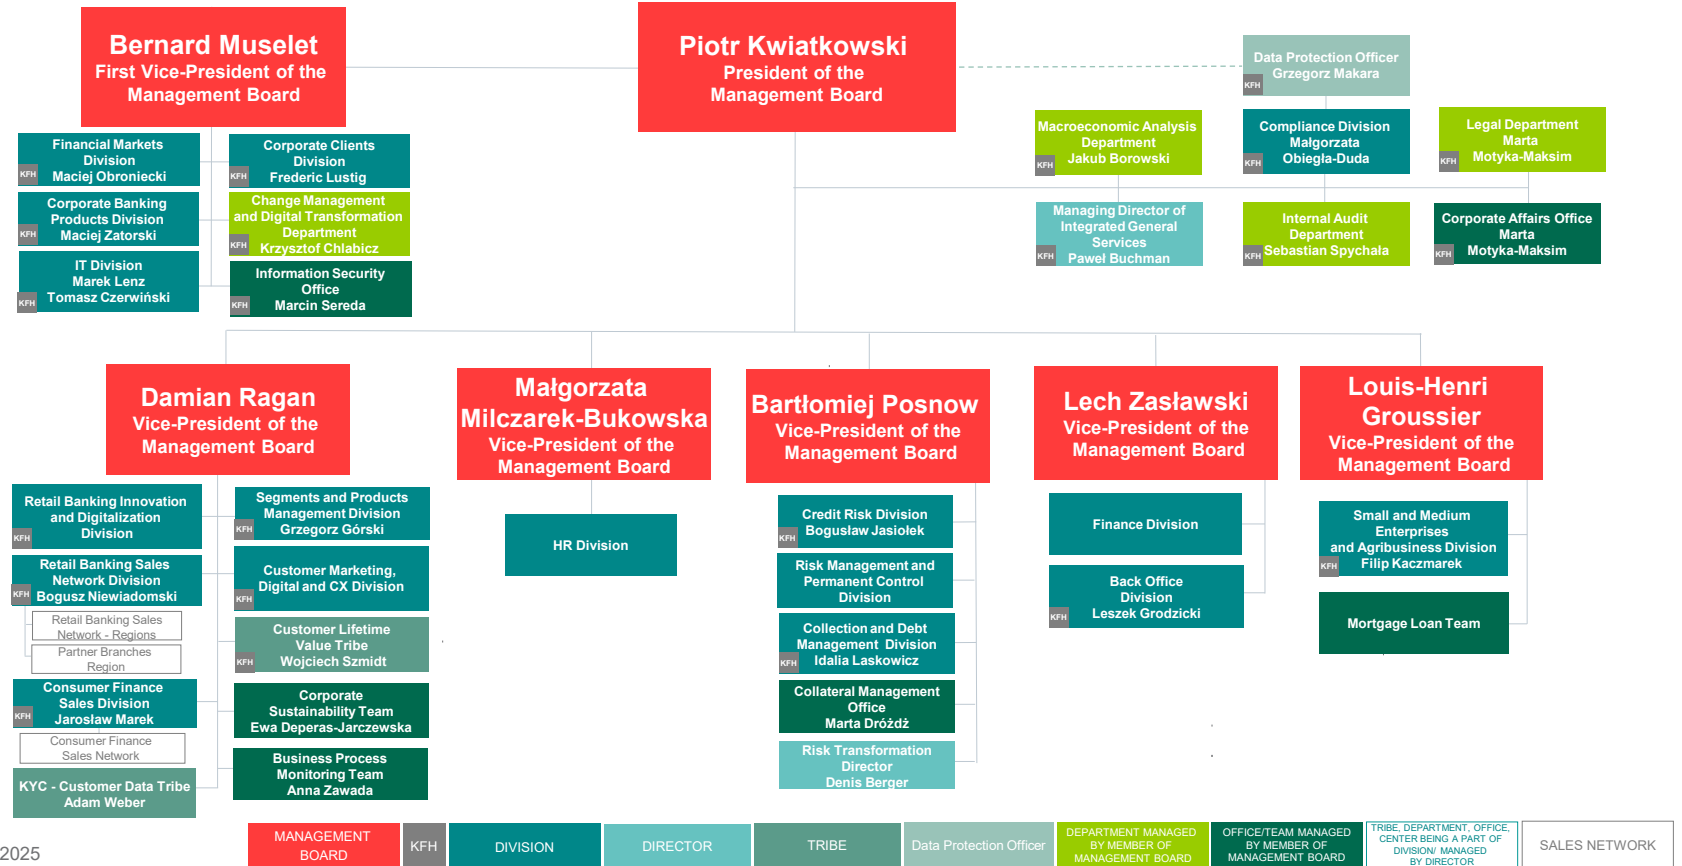 Bernard Muselet
First Vice-President of the
Management Board
Piotr Kwiatkowski
President of the
Management Board
Data Protection Officer
Grzegorz Makara
KFH
Financial Markets
Division
Maciej Obroniecki
KFH
Corporate Clients
Division
Frederic Lustig
KFH
Corporate Banking
Products Division
Maciej Zatorski
KFH
Change Management
and Digital Transformation
Department
Krzysztof Chlabicz
KFH
IT Division
Marek Lenz
Tomasz Czerwiński
KFH
Information Security
Office
Marcin Sereda
KFH
Macroeconomic Analysis
Department
Jakub Borowski
KFH
Compliance Division
Małgorzata
Obiegła-Duda
KFH
Legal Department
Marta
Motyka-Maksim
KFH
Managing Director of
Integrated General
Services
Paweł Buchman
KFH
Internal Audit
Department
Sebastian Spychała
KFH
Corporate Affairs Office
Marta
Motyka-Maksim
KFH
Damian Ragan
Vice-President of the
Management Board
Małgorzata
Milczarek-Bukowska
Vice-President of the
Management Board
Bartłomiej Posnow
Vice-President of the
Management Board
Lech Zasławski
Vice-President of the
Management Board
Louis-Henri
Groussier
Vice-President of the
Management Board
Retail Banking Innovation
and Digitalization
Division
KFH
Segments and Products
Management Division
Grzegorz Górski
KFH
Retail Banking Sales
Network Division
Bogusz Niewiadomski
KFH
Retail Banking Sales
Network - Regions
Partner Branches
Region
Customer Marketing,
Digital and CX Division
KFH
Customer Lifetime
Value Tribe
Wojciech Szmidt
KFH
Consumer Finance
Sales Division
Jarosław Marek
KFH
Consumer Finance
Sales Network
Corporate
Sustainability Team
Ewa Deperas-Jarczewska
KYC - Customer Data Tribe
Adam Weber
Business Process
Monitoring Team
Anna Zawada
HR Division
Credit Risk Division
Bogusław Jasiołek
KFH
Risk Management and
Permanent Control
Division
Collection and Debt
Management Division
Idalia Laskowicz
KFH
Collateral Management
Office
Marta Dróżdż
Risk Transformation
Director
Denis Berger
Finance Division
Back Office
Division
Leszek Grodzicki
KFH
Small and Medium
Enterprises
and Agribusiness Division
Filip Kaczmarek
KFH
Mortgage Loan Team
2025
MANAGEMENT
BOARD
KFH
DIVISION
DIRECTOR
TRIBE
Data Protection Officer
DEPARTMENT MANAGED
BY MEMBER OF
MANAGEMENT BOARD
OFFICE/TEAM MANAGED
BY MEMBER OF
MANAGEMENT BOARD
TRIBE, DEPARTMENT, OFFICE,
CENTER BEING A PART OF
DIVISION/ MANAGED
BY DIRECTOR
SALES NETWORK